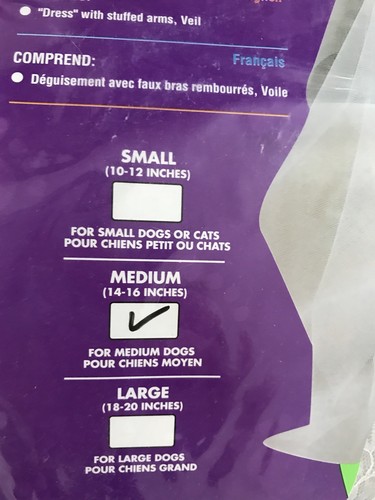 ● "Dress" with stuffed arms, Veil
COMPREND: Français
● Déguisement avec faux bras rembourrés, Voile
SMALL
(10-12 INCHES)
FOR SMALL DOGS OR CATS
POUR CHIENS PETIT OU CHATS
MEDIUM
(14-16 INCHES)
FOR MEDIUM DOGS
POUR CHIENS MOYEN
LARGE
(18-20 INCHES)
FOR LARGE DOGS
POUR CHIENS GRAND